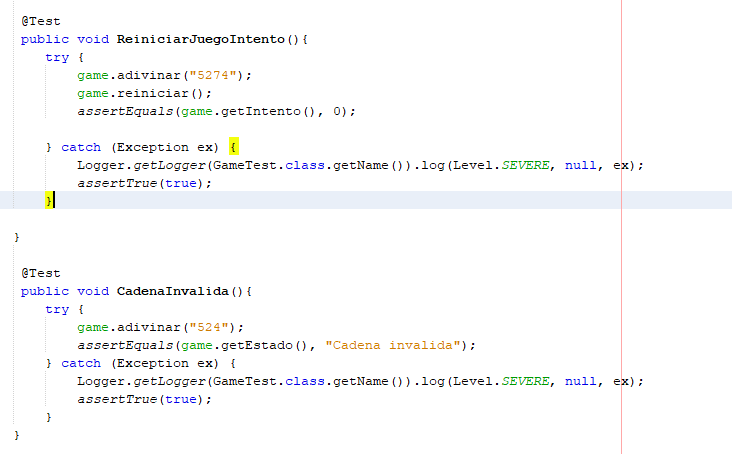 @Test
public void ReiniciarJuegoIntento(){
try {
game.adivinar("5274");
game.reiniciar();
assertEquals(game.getIntento(), 0);
} catch (Exception ex) {
Logger.getLogger(GameTest.class.getName()).log(Level.SEVERE, null, ex);
assertTrue(true);
}
}
@Test
public void CadenaInvalida(){
try {
game.adivinar("524");
assertEquals(game.getEstado(), "Cadena invalida");
} catch (Exception ex) {
Logger.getLogger(GameTest.class.getName()).log(Level.SEVERE, null, ex);
assertTrue(true);
}
}